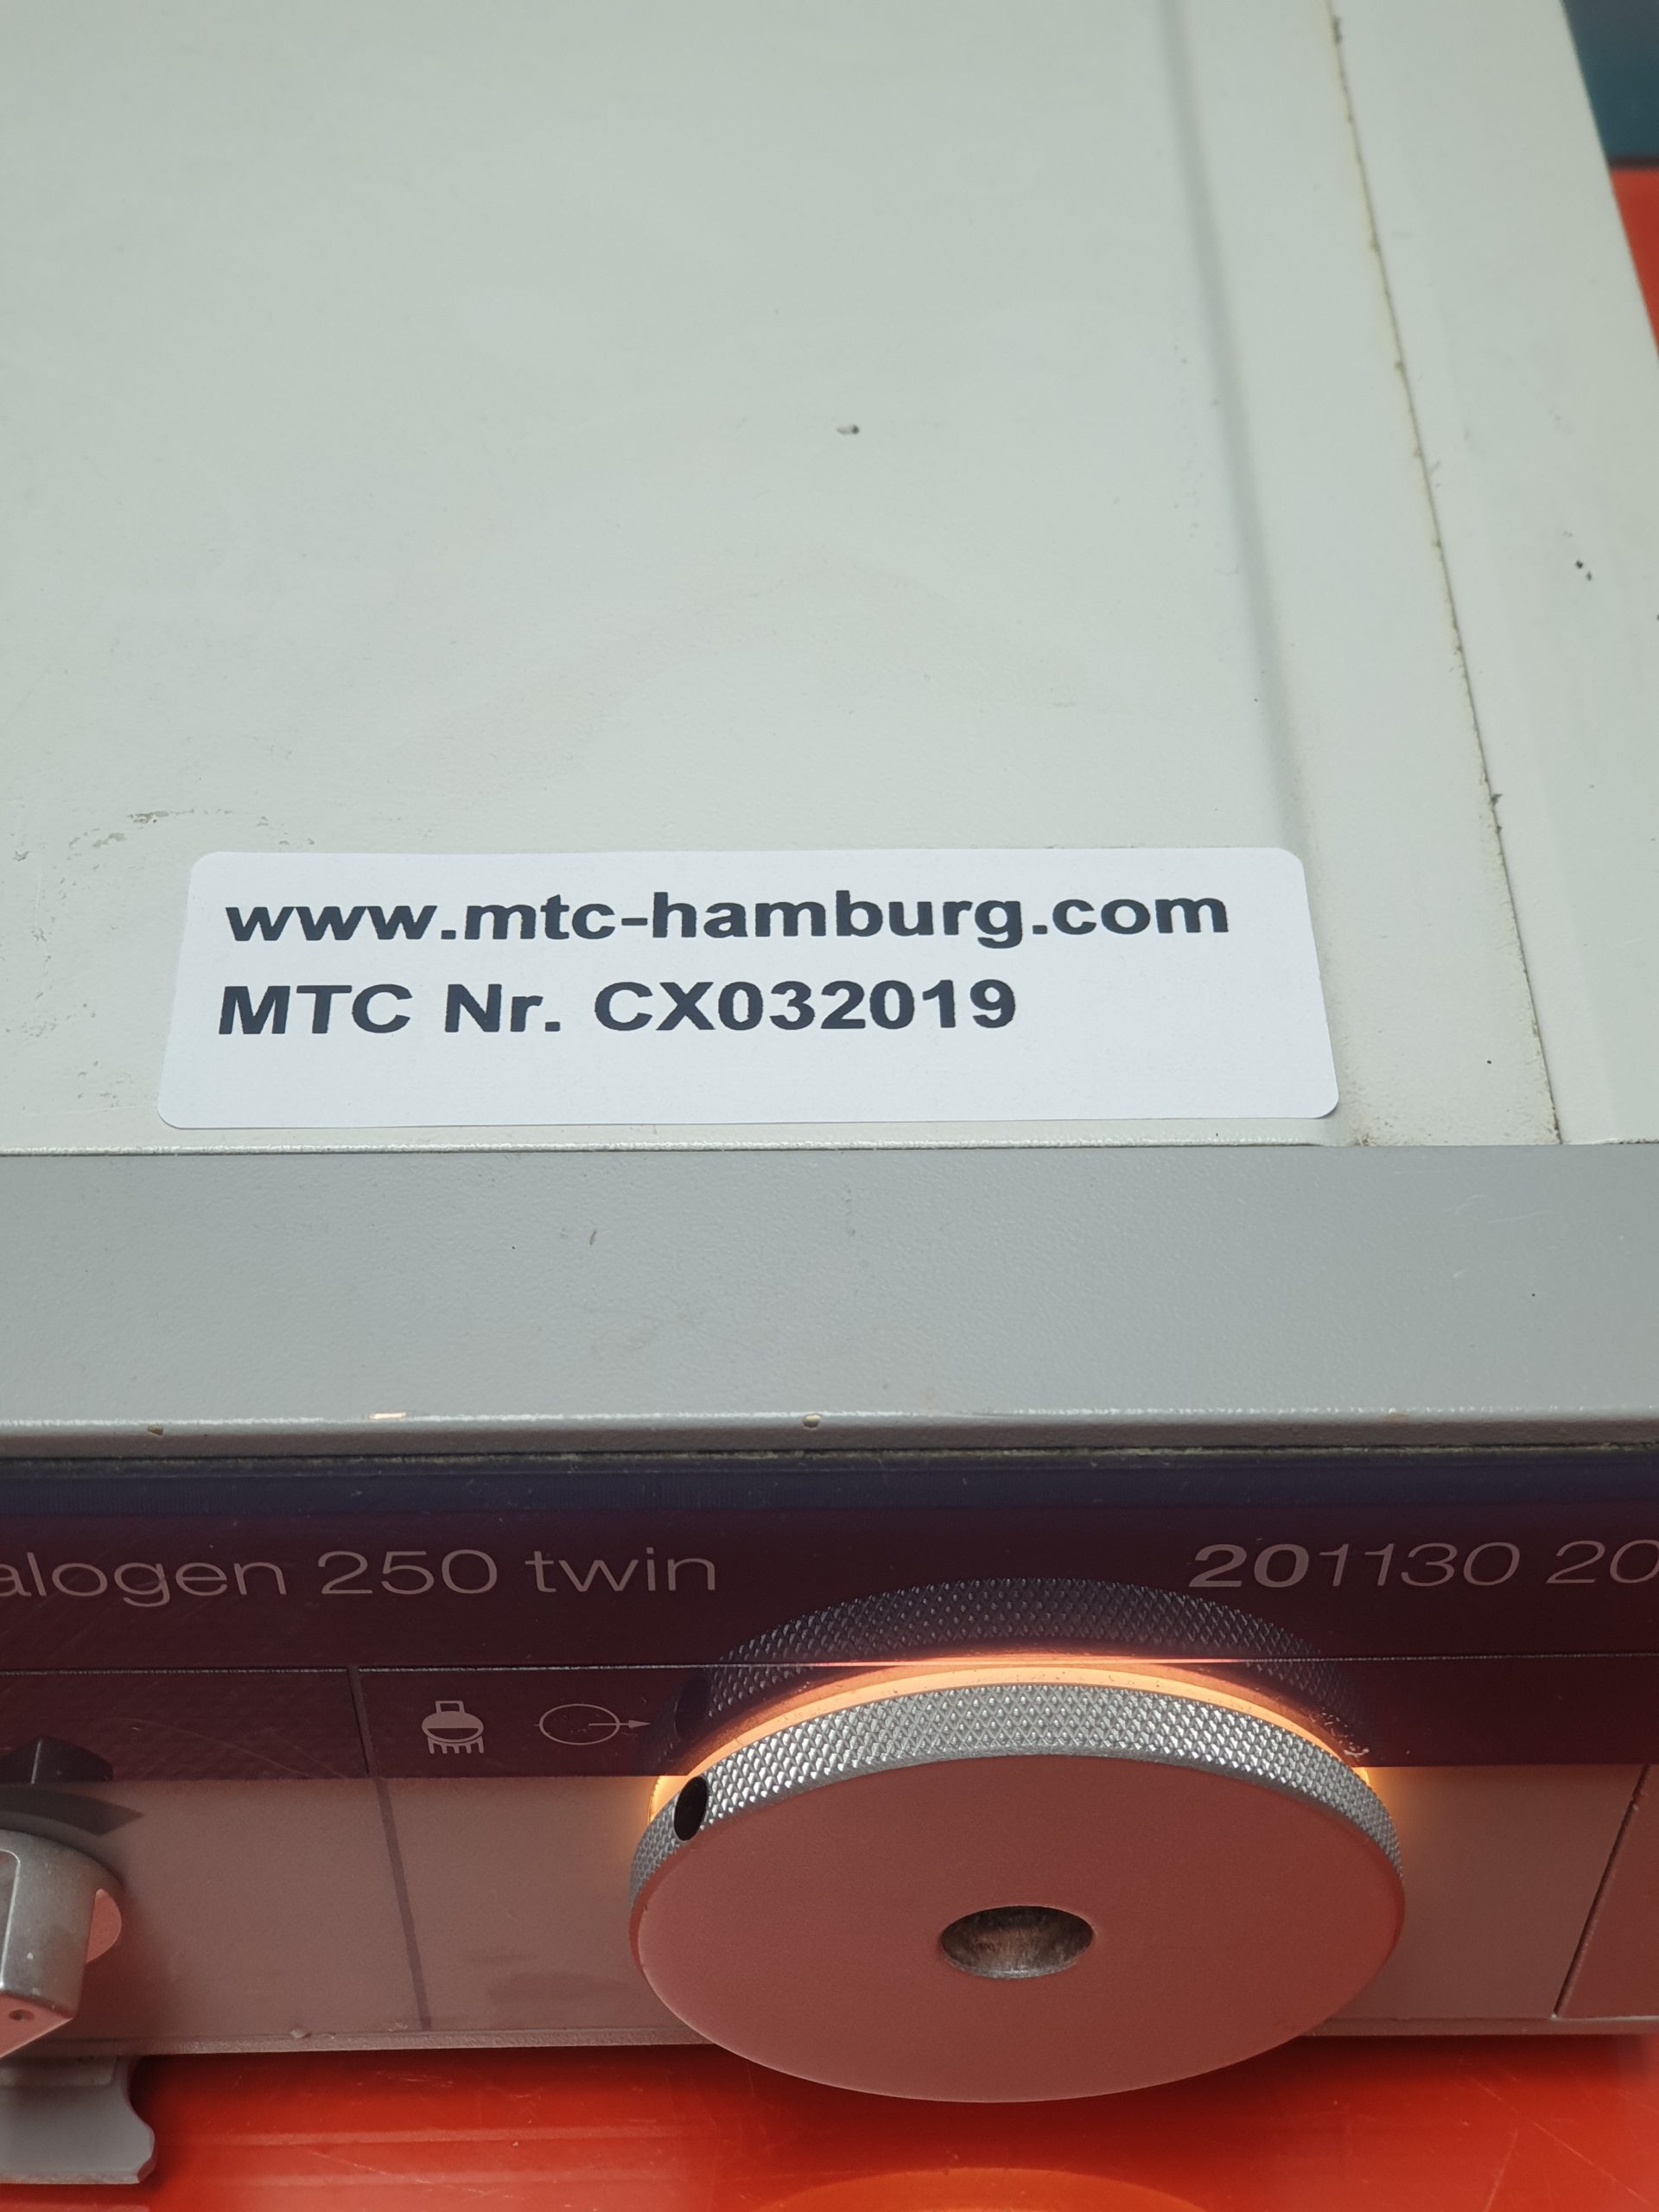 www.mtc-hamburg.com
MTC Nr. CX032019
alogen 250 twin
201130 20